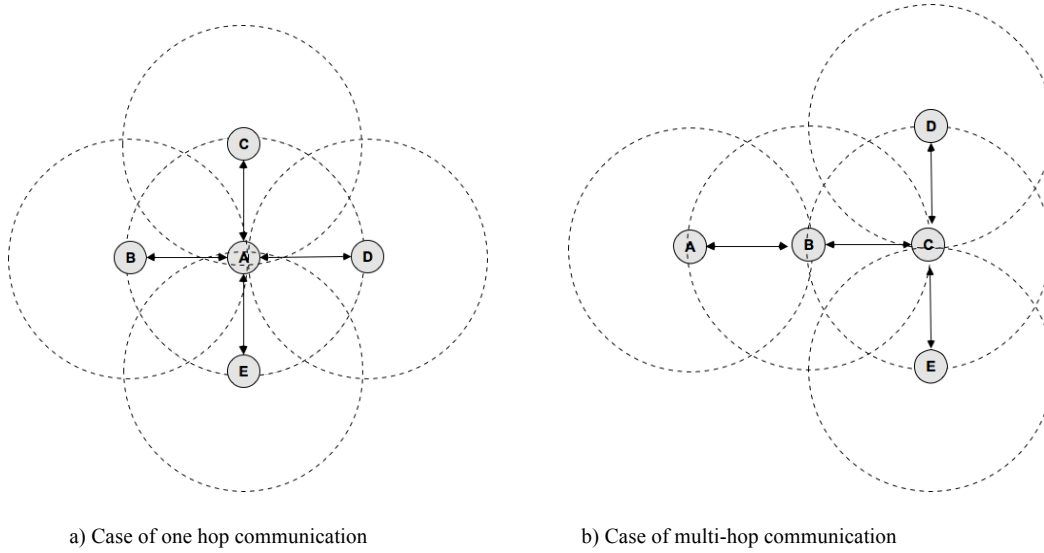 C
B
A
D
E
D
A
B
C
E
a) Case of one hop communication
b) Case of multi-hop communication